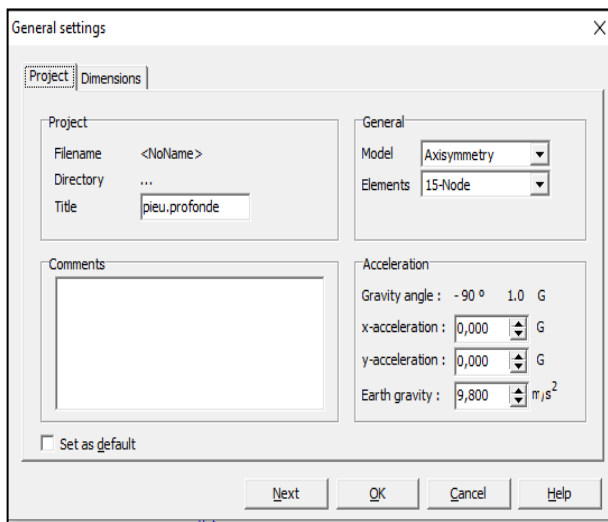 General settings X
Project Dimensions
Project
Filename <NoName>
Directory ...
Title pieu.profonde
General
Model Axisymmetry
Elements 15-Node
Comments
Acceleration
Gravity angle : - 90 º 1.0 G
x-acceleration : 0,000 G
y-acceleration : 0,000 G
Earth gravity : 9,800 m/s²
Set as default
Next OK Cancel Help